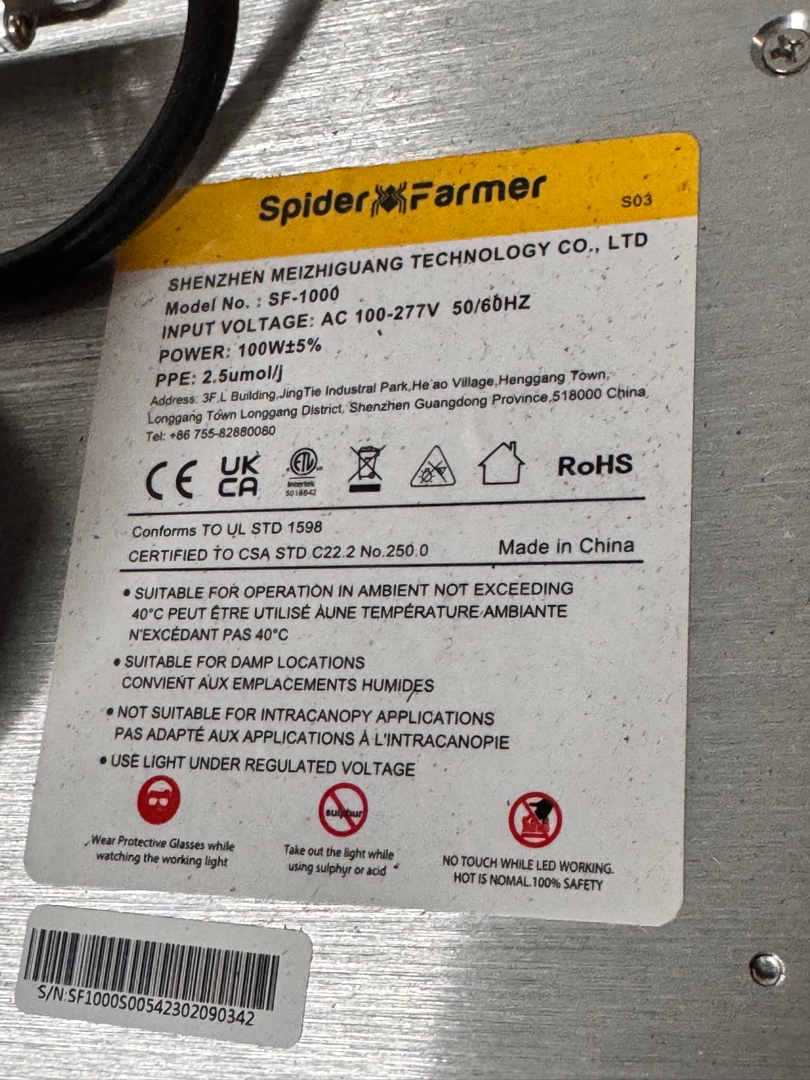 Spider Farmer
S03
SHENZHEN MEIZHIGUANG TECHNOLOGY CO., LTD
Model No. : SF-1000
INPUT VOLTAGE: AC 100-277V 50/60HZ
POWER: 100W±5%
PPE: 2.5umol/j
Address: 3F,L Building,JingTie Industral Park,He'ao Village,Henggang Town,
Longgang Town Longgang District, Shenzhen Guangdong Province,518000 China
Tel: +86 755-82880080
CE UK CA ETL us Intertek 5018642 RoHS
Conforms TO UL STD 1598
CERTIFIED TO CSA STD C22.2 No.250.0 Made in China
• SUITABLE FOR OPERATION IN AMBIENT NOT EXCEEDING
40°C PEUT ÊTRE UTILISÉ ÀUNE TEMPÉRATURE AMBIANTE
N'EXCÉDANT PAS 40°C
• SUITABLE FOR DAMP LOCATIONS
CONVIENT AUX EMPLACEMENTS HUMIDES
• NOT SUITABLE FOR INTRACANOPY APPLICATIONS
PAS ADAPTÉ AUX APPLICATIONS À L'INTRACANOPIE
• USE LIGHT UNDER REGULATED VOLTAGE
sulphur
Wear Protective Glasses while
watching the working light
Take out the light while
using sulphyr or acid
NO TOUCH WHILE LED WORKING.
HOT IS NOMAL.100% SAFETY
S/N:SF1000S00542302090342